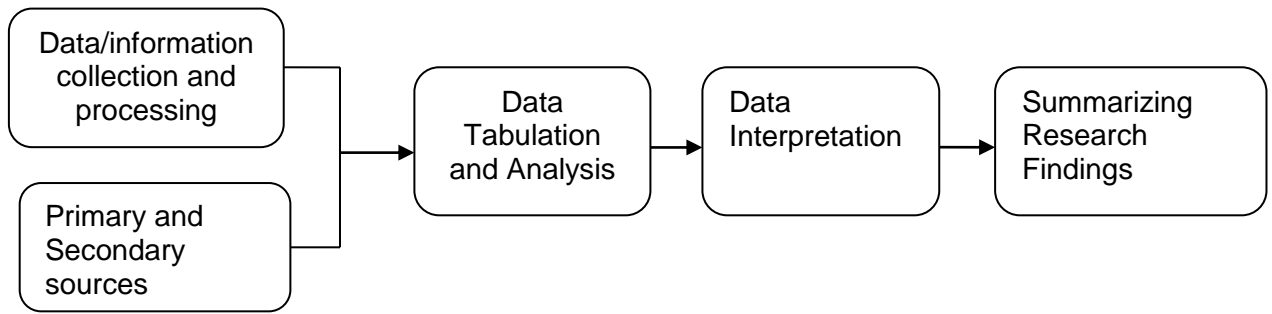 Data/information
collection and
processing
Primary and
Secondary
sources
Data
Tabulation
and Analysis
Data
Interpretation
Summarizing
Research
Findings